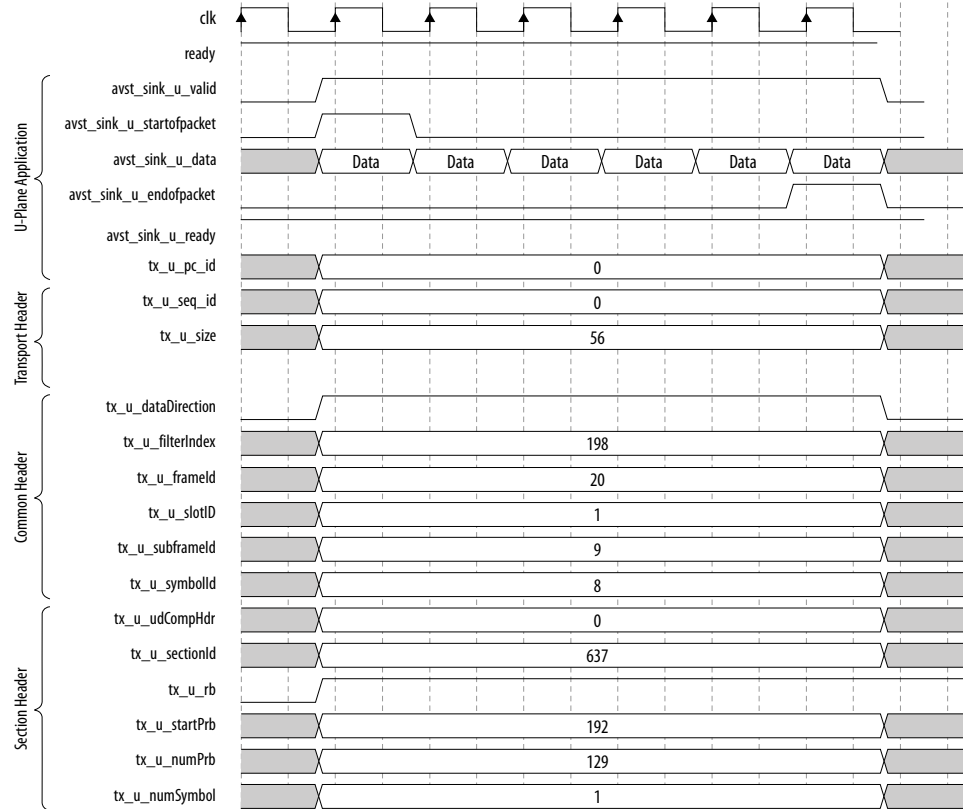 clk
ready
U-Plane Application
avst_sink_u_valid
avst_sink_u_startofpacket
avst_sink_u_data Data Data Data Data Data Data
avst_sink_u_endofpacket
avst_sink_u_ready
tx_u_pc_id 0
Transport Header
tx_u_seq_id 0
tx_u_size 56
Common Header
tx_u_dataDirection
tx_u_filterIndex 198
tx_u_frameId 20
tx_u_slotID 1
tx_u_subframeId 9
tx_u_symbolId 8
Section Header
tx_u_udCompHdr 0
tx_u_sectionId 637
tx_u_rb
tx_u_startPrb 192
tx_u_numPrb 129
tx_u_numSymbol 1